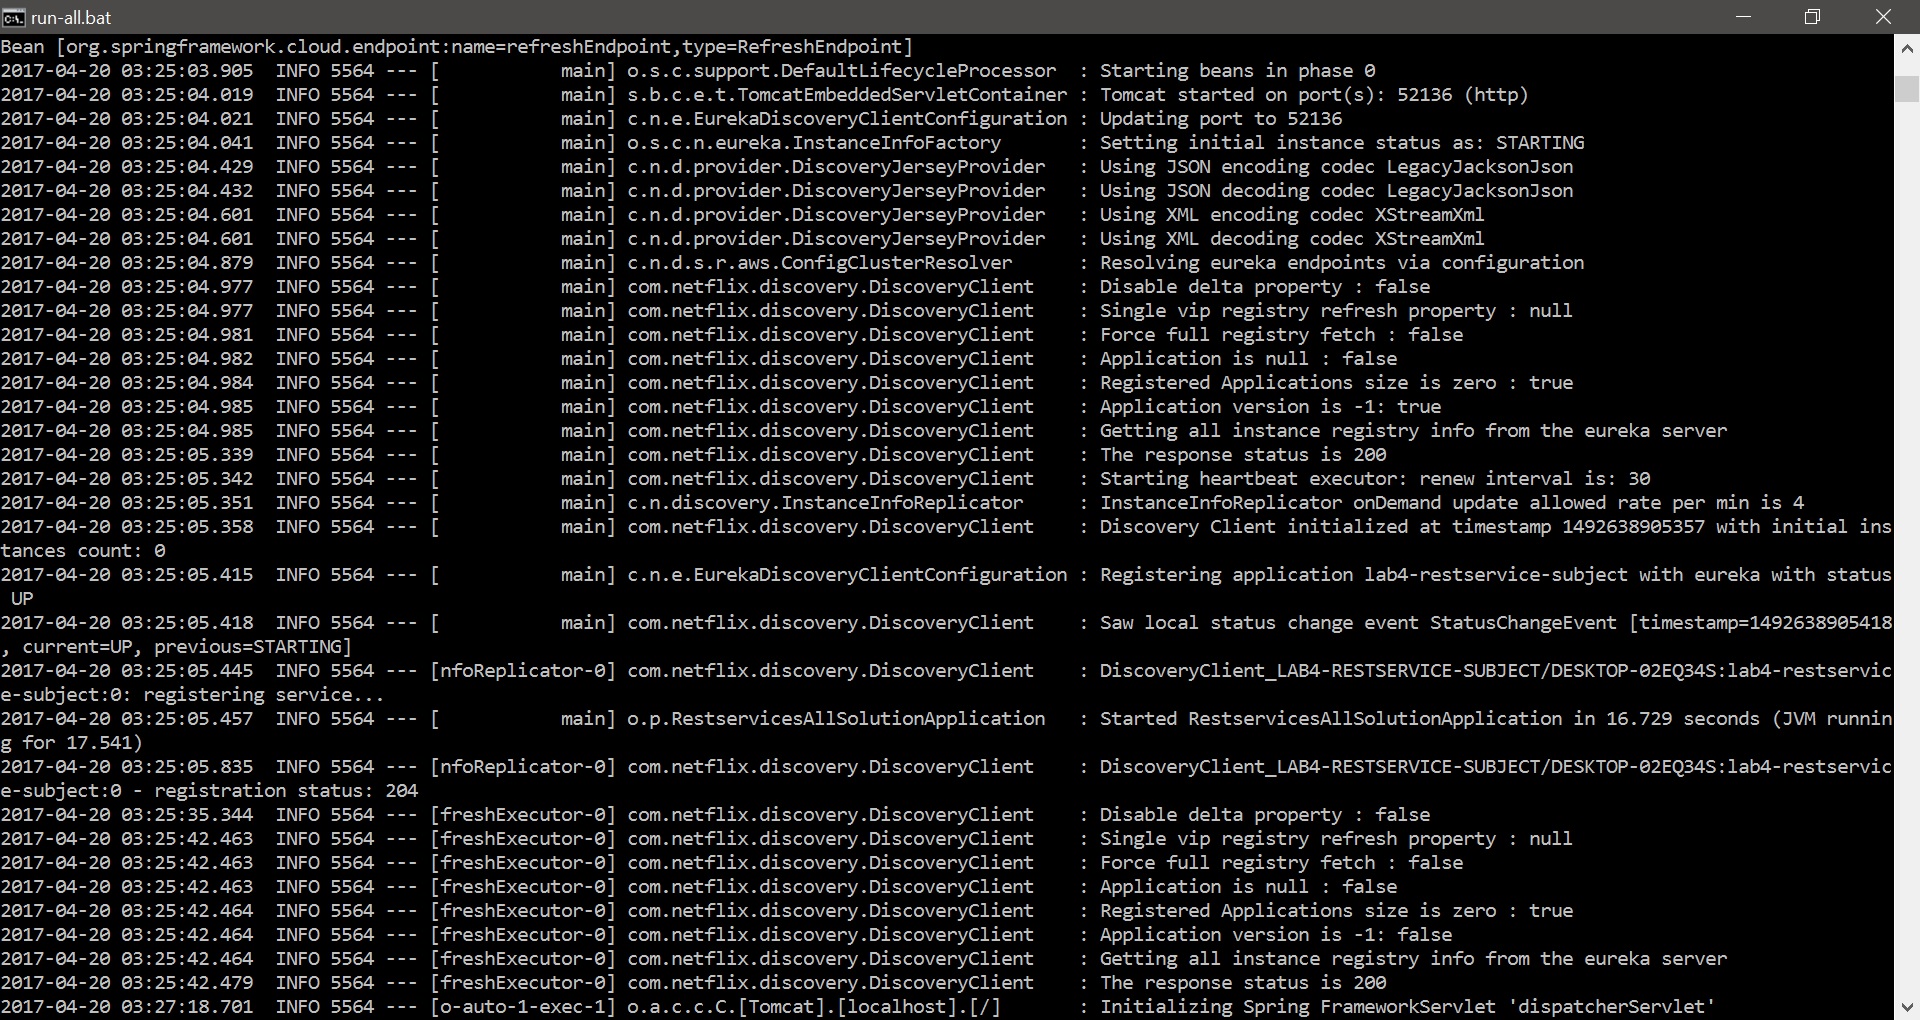 run-all.bat
Bean [org.springframework.cloud.endpoint:name=refreshEndpoint,type=RefreshEndpoint]
2017-04-20 03:25:03.905  INFO 5564 --- [           main] o.s.c.support.DefaultLifecycleProcessor  : Starting beans in phase 0
2017-04-20 03:25:04.019  INFO 5564 --- [           main] s.b.c.e.t.TomcatEmbeddedServletContainer : Tomcat started on port(s): 52136 (http)
2017-04-20 03:25:04.021  INFO 5564 --- [           main] c.n.e.EurekaDiscoveryClientConfiguration : Updating port to 52136
2017-04-20 03:25:04.041  INFO 5564 --- [           main] o.s.c.n.eureka.InstanceInfoFactory       : Setting initial instance status as: STARTING
2017-04-20 03:25:04.429  INFO 5564 --- [           main] c.n.d.provider.DiscoveryJerseyProvider   : Using JSON encoding codec LegacyJacksonJson
2017-04-20 03:25:04.432  INFO 5564 --- [           main] c.n.d.provider.DiscoveryJerseyProvider   : Using JSON decoding codec LegacyJacksonJson
2017-04-20 03:25:04.601  INFO 5564 --- [           main] c.n.d.provider.DiscoveryJerseyProvider   : Using XML encoding codec XStreamXml
2017-04-20 03:25:04.601  INFO 5564 --- [           main] c.n.d.provider.DiscoveryJerseyProvider   : Using XML decoding codec XStreamXml
2017-04-20 03:25:04.879  INFO 5564 --- [           main] c.n.d.s.r.aws.ConfigClusterResolver      : Resolving eureka endpoints via configuration
2017-04-20 03:25:04.977  INFO 5564 --- [           main] com.netflix.discovery.DiscoveryClient    : Disable delta property : false
2017-04-20 03:25:04.977  INFO 5564 --- [           main] com.netflix.discovery.DiscoveryClient    : Single vip registry refresh property : null
2017-04-20 03:25:04.981  INFO 5564 --- [           main] com.netflix.discovery.DiscoveryClient    : Force full registry fetch : false
2017-04-20 03:25:04.982  INFO 5564 --- [           main] com.netflix.discovery.DiscoveryClient    : Application is null : false
2017-04-20 03:25:04.984  INFO 5564 --- [           main] com.netflix.discovery.DiscoveryClient    : Registered Applications size is zero : true
2017-04-20 03:25:04.985  INFO 5564 --- [           main] com.netflix.discovery.DiscoveryClient    : Application version is -1: true
2017-04-20 03:25:04.985  INFO 5564 --- [           main] com.netflix.discovery.DiscoveryClient    : Getting all instance registry info from the eureka server
2017-04-20 03:25:05.339  INFO 5564 --- [           main] com.netflix.discovery.DiscoveryClient    : The response status is 200
2017-04-20 03:25:05.342  INFO 5564 --- [           main] com.netflix.discovery.DiscoveryClient    : Starting heartbeat executor: renew interval is: 30
2017-04-20 03:25:05.351  INFO 5564 --- [           main] c.n.discovery.InstanceInfoReplicator     : InstanceInfoReplicator onDemand update allowed rate per min is 4
2017-04-20 03:25:05.358  INFO 5564 --- [           main] com.netflix.discovery.DiscoveryClient    : Discovery Client initialized at timestamp 1492638905357 with initial ins
tances count: 0
2017-04-20 03:25:05.415  INFO 5564 --- [           main] c.n.e.EurekaDiscoveryClientConfiguration : Registering application lab4-restservice-subject with eureka with status
 UP
2017-04-20 03:25:05.418  INFO 5564 --- [           main] com.netflix.discovery.DiscoveryClient    : Saw local status change event StatusChangeEvent [timestamp=1492638905418
, current=UP, previous=STARTING]
2017-04-20 03:25:05.445  INFO 5564 --- [nfoReplicator-0] com.netflix.discovery.DiscoveryClient    : DiscoveryClient_LAB4-RESTSERVICE-SUBJECT/DESKTOP-02EQ34S:lab4-restservic
e-subject:0: registering service...
2017-04-20 03:25:05.457  INFO 5564 --- [           main] o.p.RestservicesAllSolutionApplication   : Started RestservicesAllSolutionApplication in 16.729 seconds (JVM runnin
g for 17.541)
2017-04-20 03:25:05.835  INFO 5564 --- [nfoReplicator-0] com.netflix.discovery.DiscoveryClient    : DiscoveryClient_LAB4-RESTSERVICE-SUBJECT/DESKTOP-02EQ34S:lab4-restservic
e-subject:0 - registration status: 204
2017-04-20 03:25:35.344  INFO 5564 --- [freshExecutor-0] com.netflix.discovery.DiscoveryClient    : Disable delta property : false
2017-04-20 03:25:42.463  INFO 5564 --- [freshExecutor-0] com.netflix.discovery.DiscoveryClient    : Single vip registry refresh property : null
2017-04-20 03:25:42.463  INFO 5564 --- [freshExecutor-0] com.netflix.discovery.DiscoveryClient    : Force full registry fetch : false
2017-04-20 03:25:42.463  INFO 5564 --- [freshExecutor-0] com.netflix.discovery.DiscoveryClient    : Application is null : false
2017-04-20 03:25:42.464  INFO 5564 --- [freshExecutor-0] com.netflix.discovery.DiscoveryClient    : Registered Applications size is zero : true
2017-04-20 03:25:42.464  INFO 5564 --- [freshExecutor-0] com.netflix.discovery.DiscoveryClient    : Application version is -1: false
2017-04-20 03:25:42.464  INFO 5564 --- [freshExecutor-0] com.netflix.discovery.DiscoveryClient    : Getting all instance registry info from the eureka server
2017-04-20 03:25:42.479  INFO 5564 --- [freshExecutor-0] com.netflix.discovery.DiscoveryClient    : The response status is 200
2017-04-20 03:27:18.701  INFO 5564 --- [o-auto-1-exec-1] o.a.c.c.C.[Tomcat].[localhost].[/]       : Initializing Spring FrameworkServlet 'dispatcherServlet'